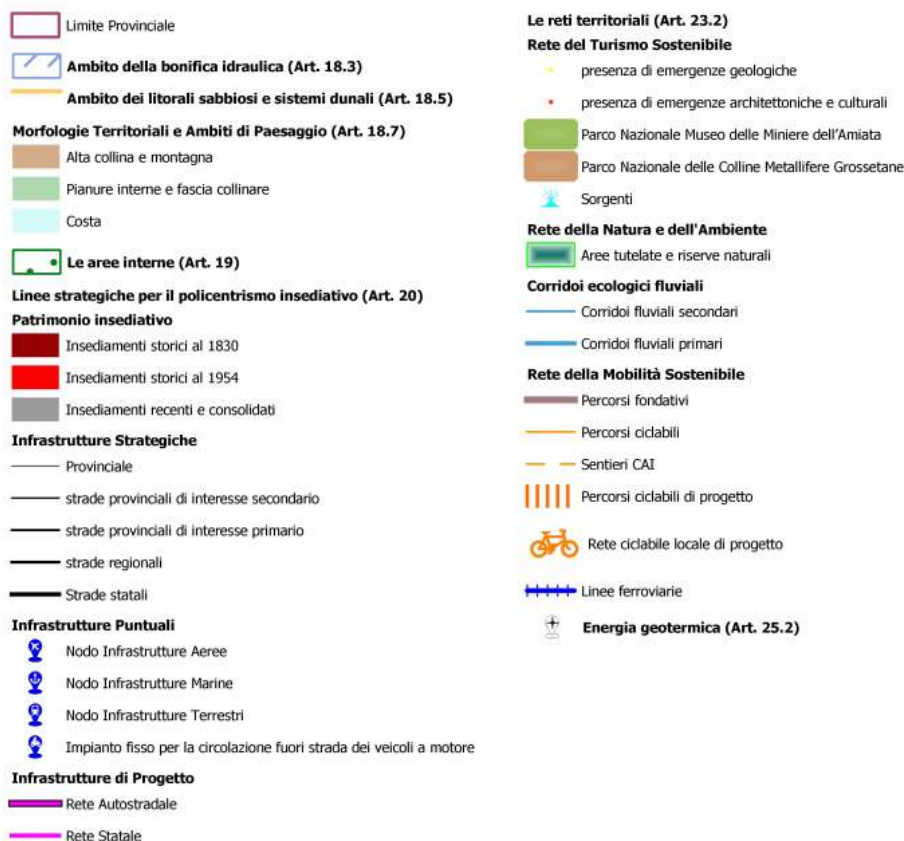 Limite Provinciale
Ambito della bonifica idraulica (Art. 18.3)
Ambito dei litorali sabbiosi e sistemi dunali (Art. 18.5)
Morfologie Territoriali e Ambiti di Paesaggio (Art. 18.7)
Alta collina e montagna
Pianure interne e fascia collinare
Costa
Le aree interne (Art. 19)
Linee strategiche per il policentrismo insediativo (Art. 20)
Patrimonio insediativo
Insediamenti storici al 1830
Insediamenti storici al 1954
Insediamenti recenti e consolidati
Infrastrutture Strategiche
Provinciale
strade provinciali di interesse secondario
strade provinciali di interesse primario
strade regionali
Strade statali
Infrastrutture Puntuali
Nodo Infrastrutture Aeree
Nodo Infrastrutture Marine
Nodo Infrastrutture Terrestri
Impianto fisso per la circolazione fuori strada dei veicoli a motore
Infrastrutture di Progetto
Rete Autostradale
Rete Statale
Le reti territoriali (Art. 23.2)
Rete del Turismo Sostenibile
presenza di emergenze geologiche
presenza di emergenze architettoniche e culturali
Parco Nazionale Museo delle Miniere dell'Amiata
Parco Nazionale delle Colline Metallifere Grossetane
Sorgenti
Rete della Natura e dell'Ambiente
Aree tutelate e riserve naturali
Corridoi ecologici fluviali
Corridoi fluviali secondari
Corridoi fluviali primari
Rete della Mobilità Sostenibile
Percorsi fondativi
Percorsi ciclabili
Sentieri CAI
Percorsi ciclabili di progetto
Rete ciclabile locale di progetto
Linee ferroviarie
Energia geotermica (Art. 25.2)